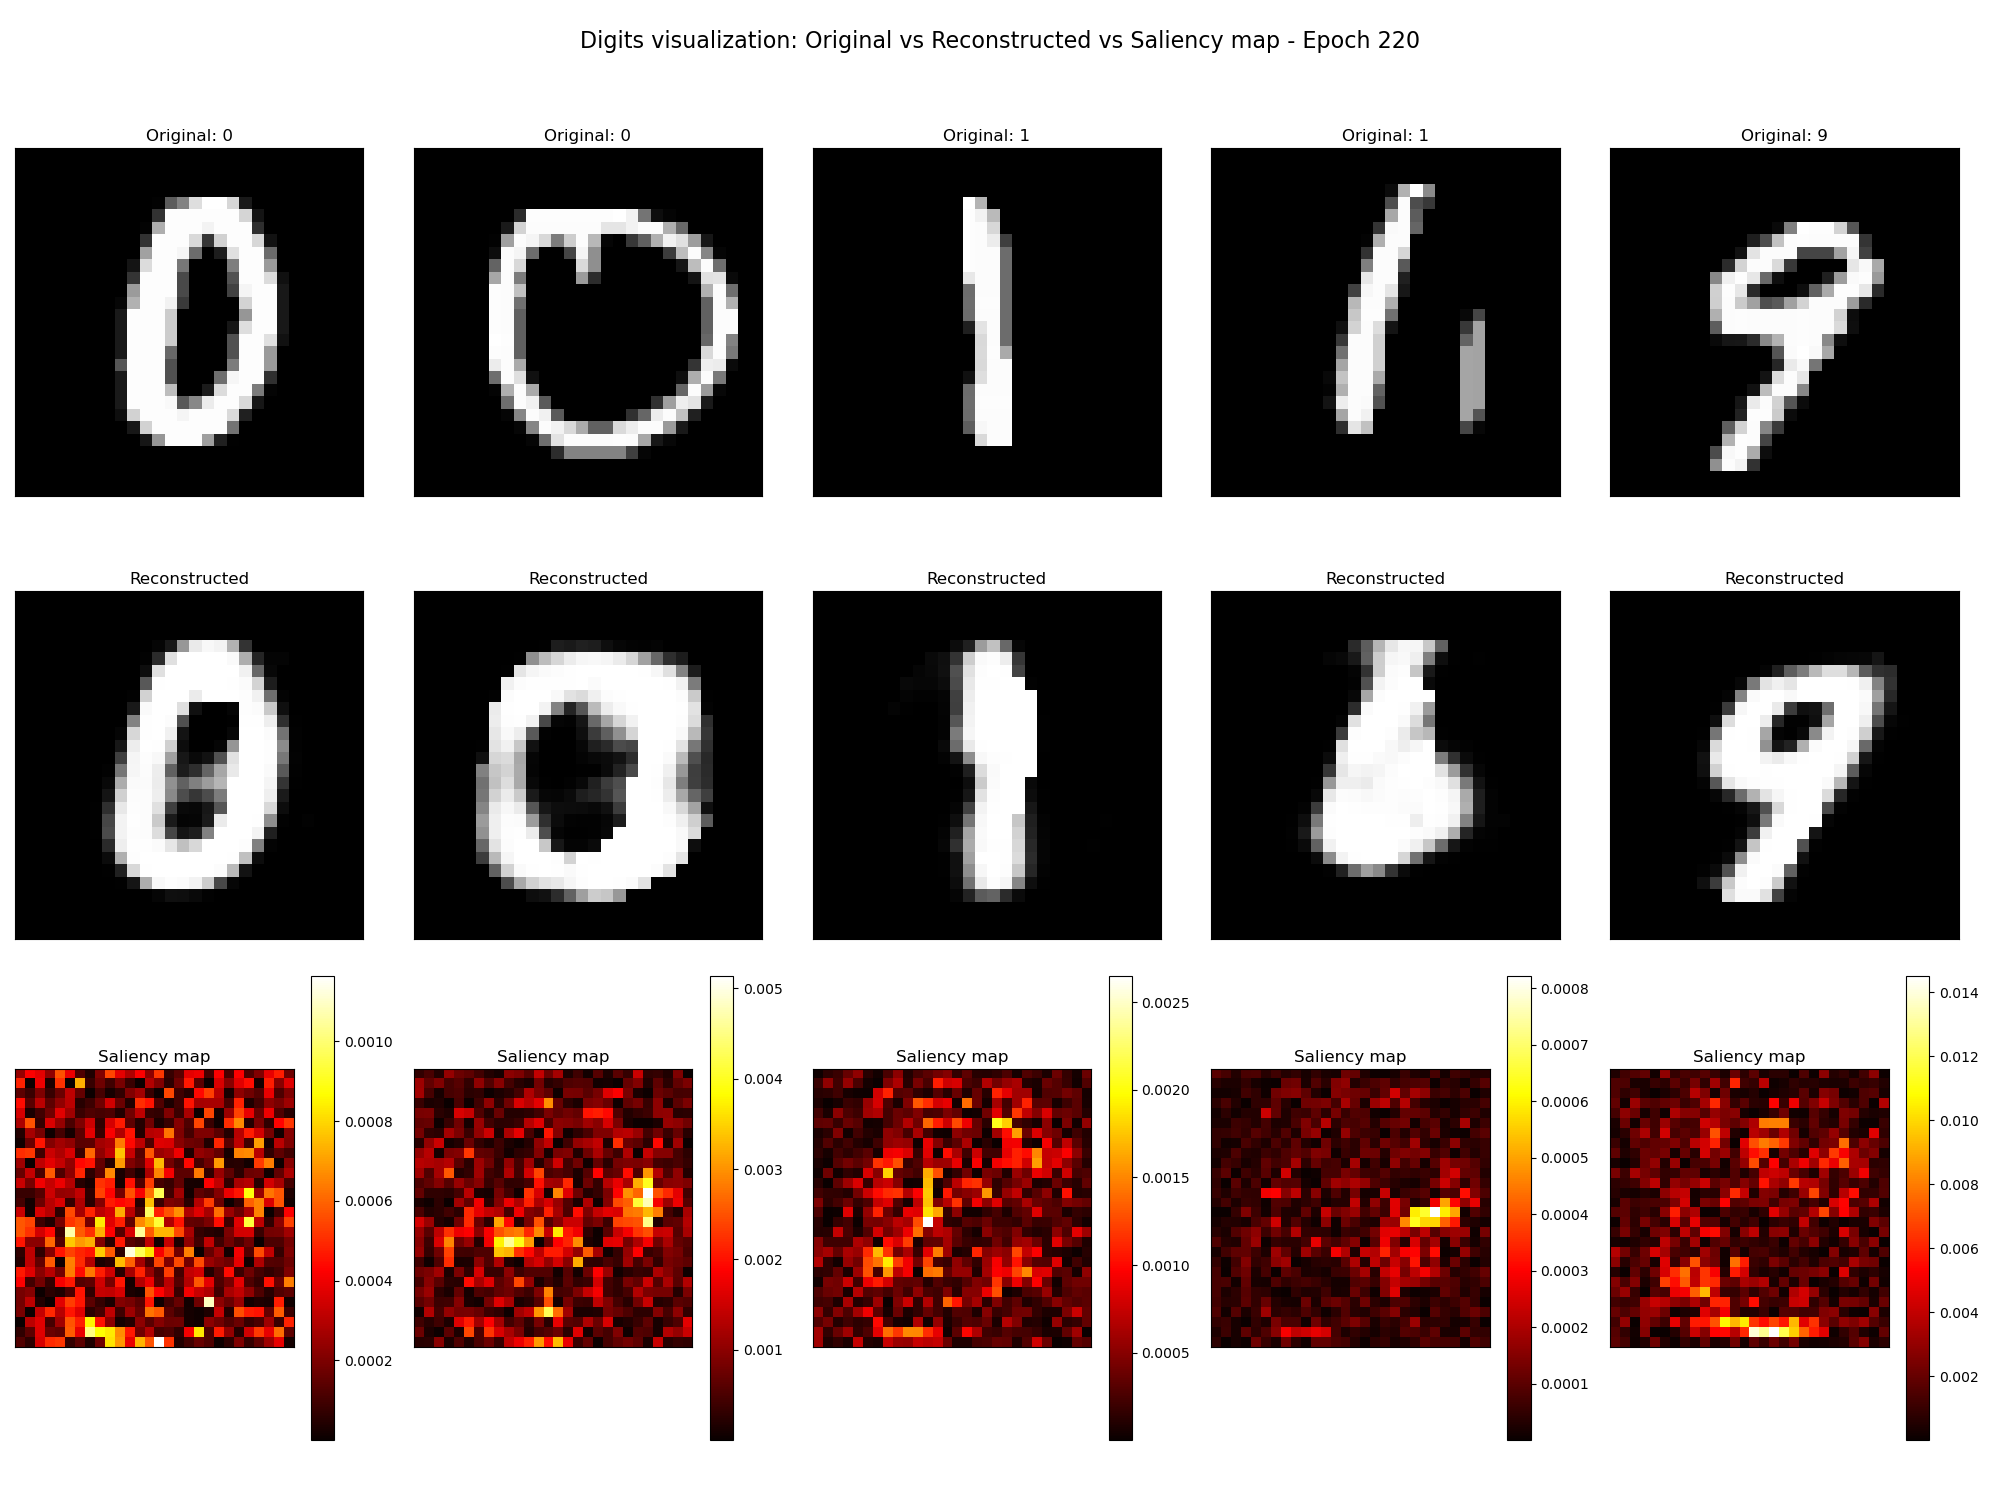 Digits visualization: Original vs Reconstructed vs Saliency map - Epoch 220
Original: 0
Original: 0
Original: 1
Original: 1
Original: 9
Reconstructed
Reconstructed
Reconstructed
Reconstructed
Reconstructed
Saliency map
0.0010
0.0008
0.0006
0.0004
0.0002
Saliency map
0.005
0.004
0.003
0.002
0.001
Saliency map
0.0025
0.0020
0.0015
0.0010
0.0005
Saliency map
0.0008
0.0007
0.0006
0.0005
0.0004
0.0003
0.0002
0.0001
Saliency map
0.014
0.012
0.010
0.008
0.006
0.004
0.002